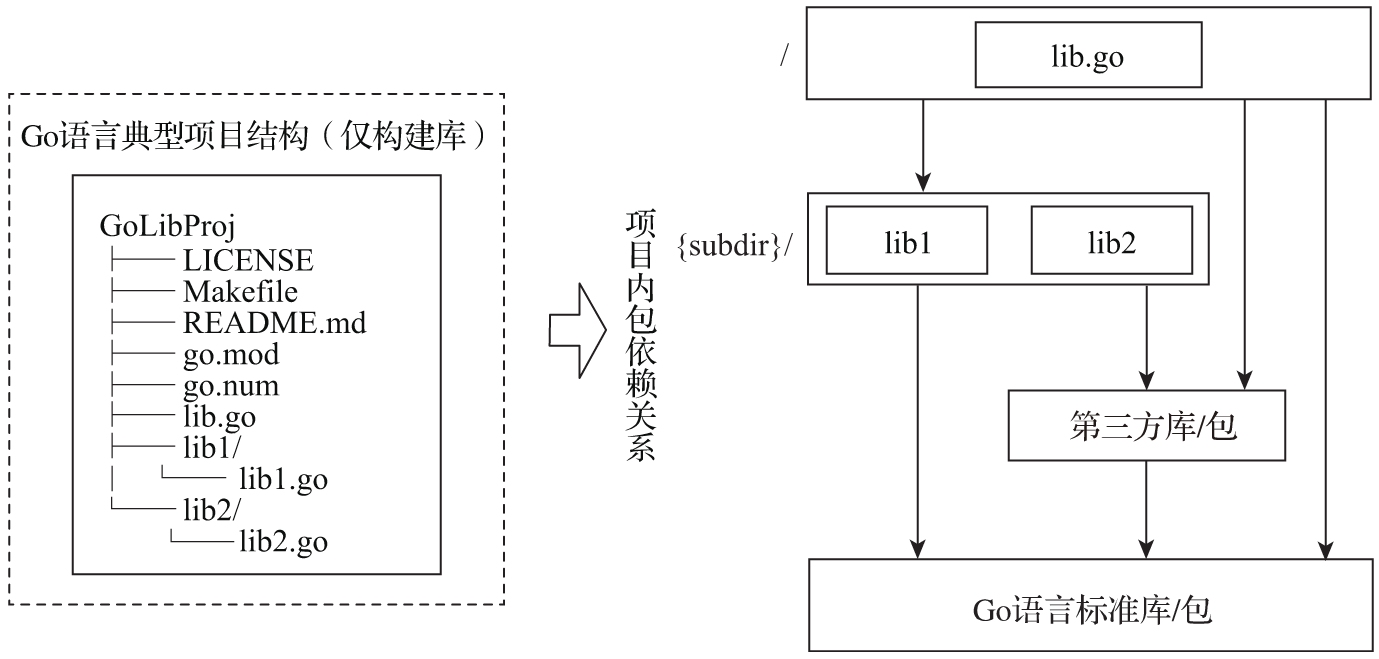 Go语言典型项目结构（仅构建库）
GoLibProj
LICENSE
Makefile
README.md
go.mod
go.num
lib.go
lib1/
lib1.go
lib2/
lib2.go
项目内包依赖关系
/
lib.go
{subdir}/
lib1
lib2
第三方库/包
Go语言标准库/包